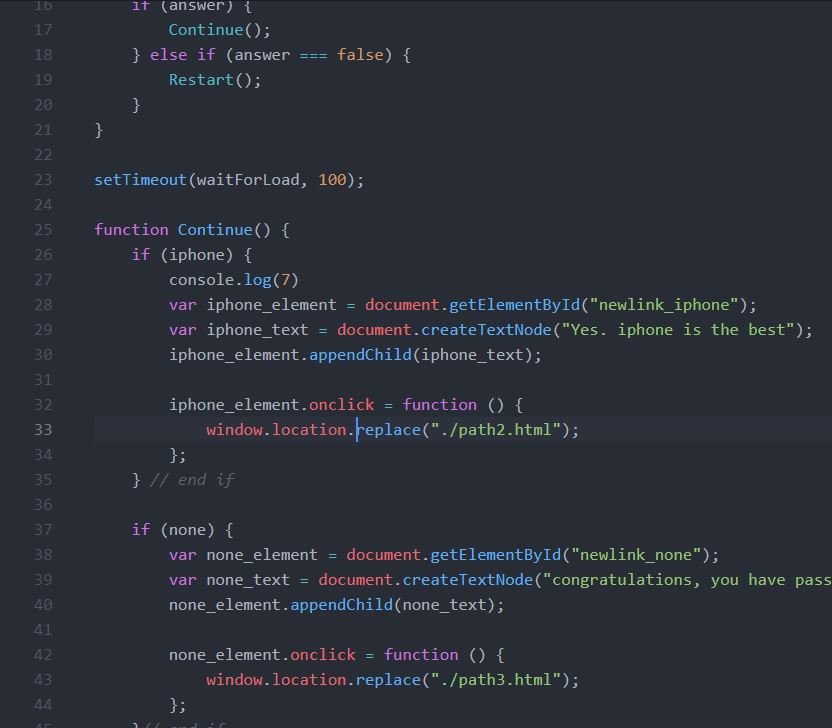 16 if (answer) {
17 Continue();
18 } else if (answer === false) {
19 Restart();
20 }
21 }
22
23 setTimeout(waitForLoad, 100);
24
25 function Continue() {
26 if (iphone) {
27 console.log(7)
28 var iphone_element = document.getElementById("newlink_iphone");
29 var iphone_text = document.createTextNode("Yes. iphone is the best");
30 iphone_element.appendChild(iphone_text);
31
32 iphone_element.onclick = function () {
33 window.location.replace("./path2.html");
34 };
35 } // end if
36
37 if (none) {
38 var none_element = document.getElementById("newlink_none");
39 var none_text = document.createTextNode("congratulations, you have pass
40 none_element.appendChild(none_text);
41
42 none_element.onclick = function () {
43 window.location.replace("./path3.html");
44 };
45 }// end if